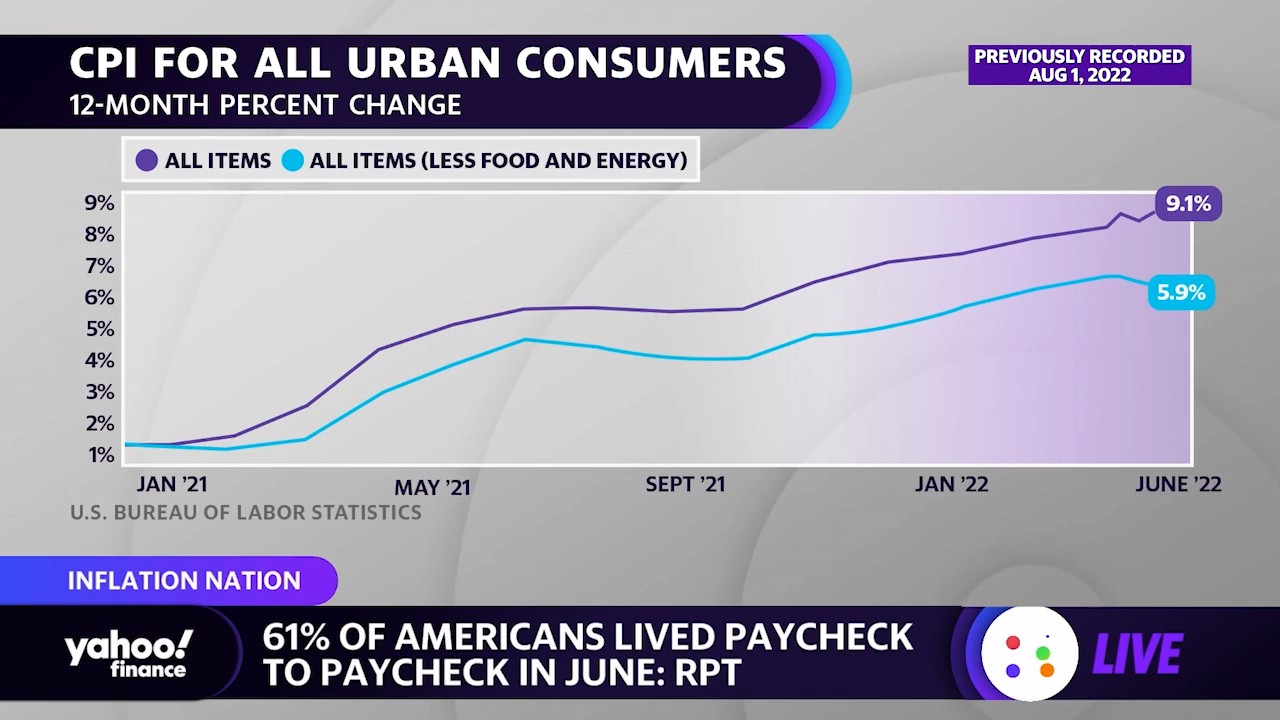 CPI FOR ALL URBAN CONSUMERS
12-MONTH PERCENT CHANGE
PREVIOUSLY RECORDED
AUG 1, 2022
ALL ITEMS ALL ITEMS (LESS FOOD AND ENERGY)
9%
8%
7%
6%
5%
4%
3%
2%
1%
9.1%
5.9%
JAN ’21 MAY ’21 SEPT ’21 JAN ’22 JUNE ’22
U.S. BUREAU OF LABOR STATISTICS
INFLATION NATION
yahoo!
finance
61% OF AMERICANS LIVED PAYCHECK
TO PAYCHECK IN JUNE: RPT
LIVE